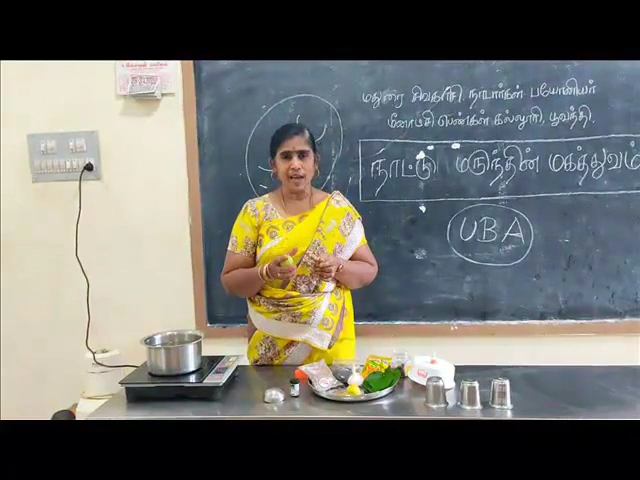 மதுரை சிவகாசி நாடார்கள் பயோனியர்
மீனாட்சி பெண்கள் கல்லூரி, பூவந்தி.
நாட்டு மருந்தின் மகத்துவம்
UBA